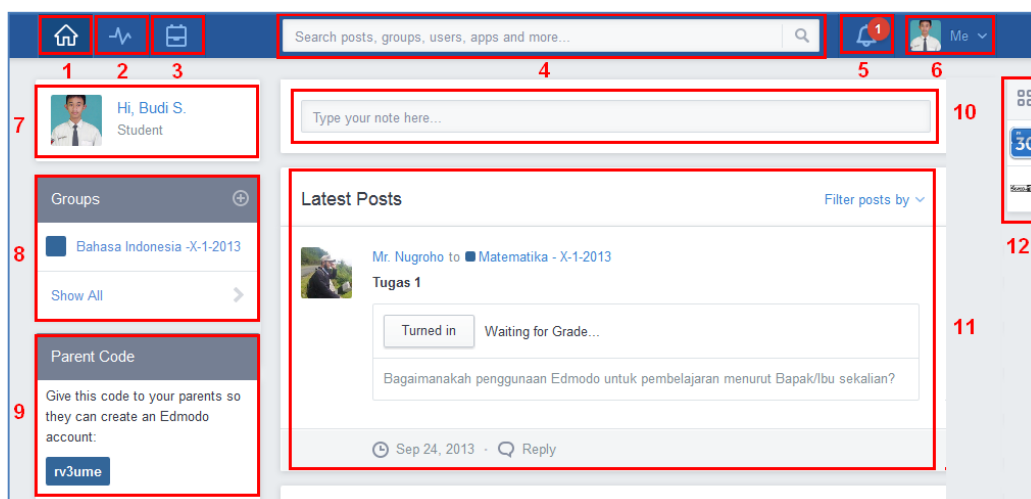 Search posts, groups, users, apps and more...
1
Me
1
2
3
4
5
6
7
Hi, Budi S.
Student
Type your note here...
10
Groups
8
Bahasa Indonesia -X-1-2013
Show All
Latest Posts
Filter posts by
Mr. Nugroho to Matematika - X-1-2013
Tugas 1
Turned in
Waiting for Grade...
Bagaimanakah penggunaan Edmodo untuk pembelajaran menurut Bapak/Ibu sekalian?
Sep 24, 2013 · Reply
11
30
12
Parent Code
9
Give this code to your parents so
they can create an Edmodo
account:
rv3ume